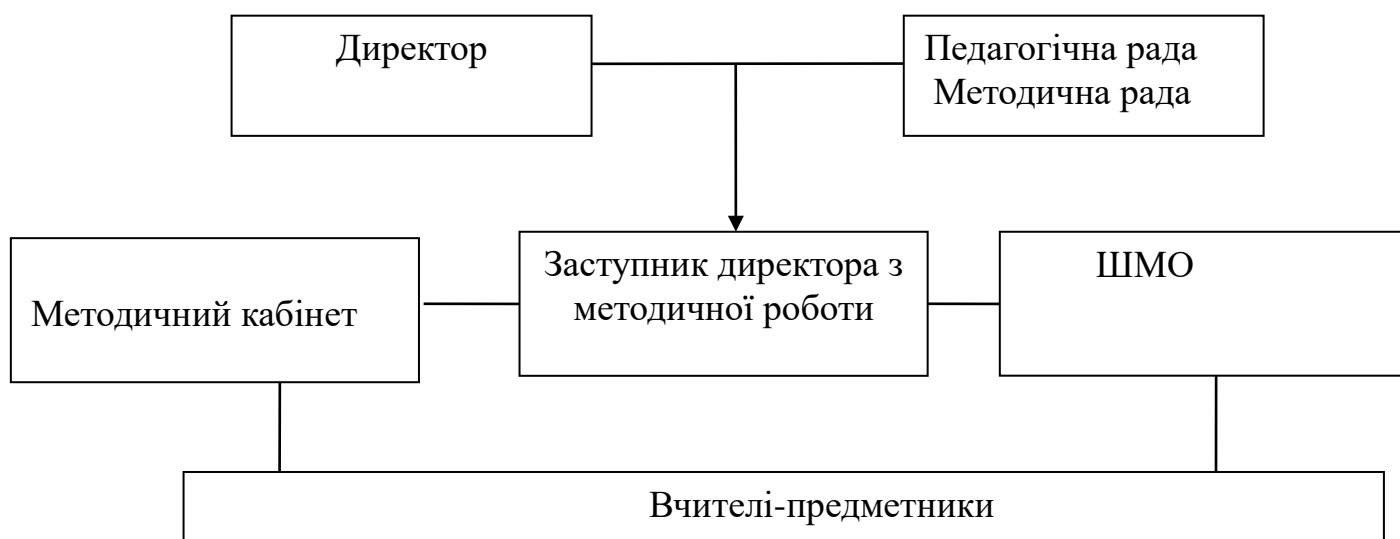 Директор
Педагогічна рада
Методична рада
Методичний кабінет
Заступник директора з
методичної роботи
ШМО
Вчителі-предметники